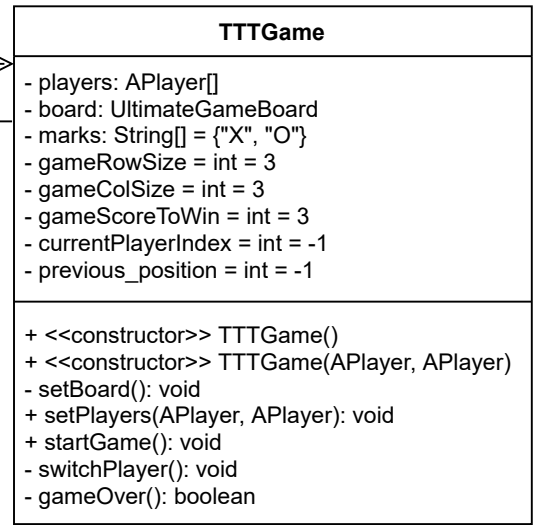 TTTGame
- players: APlayer[]
- board: UltimateGameBoard
- marks: String[] = {"X", "O"}
- gameRowSize = int = 3
- gameColSize = int = 3
- gameScoreToWin = int = 3
- currentPlayerIndex = int = -1
- previous_position = int = -1
+ <<constructor>> TTTGame()
+ <<constructor>> TTTGame(APlayer, APlayer)
- setBoard(): void
+ setPlayers(APlayer, APlayer): void
+ startGame(): void
- switchPlayer(): void
- gameOver(): boolean